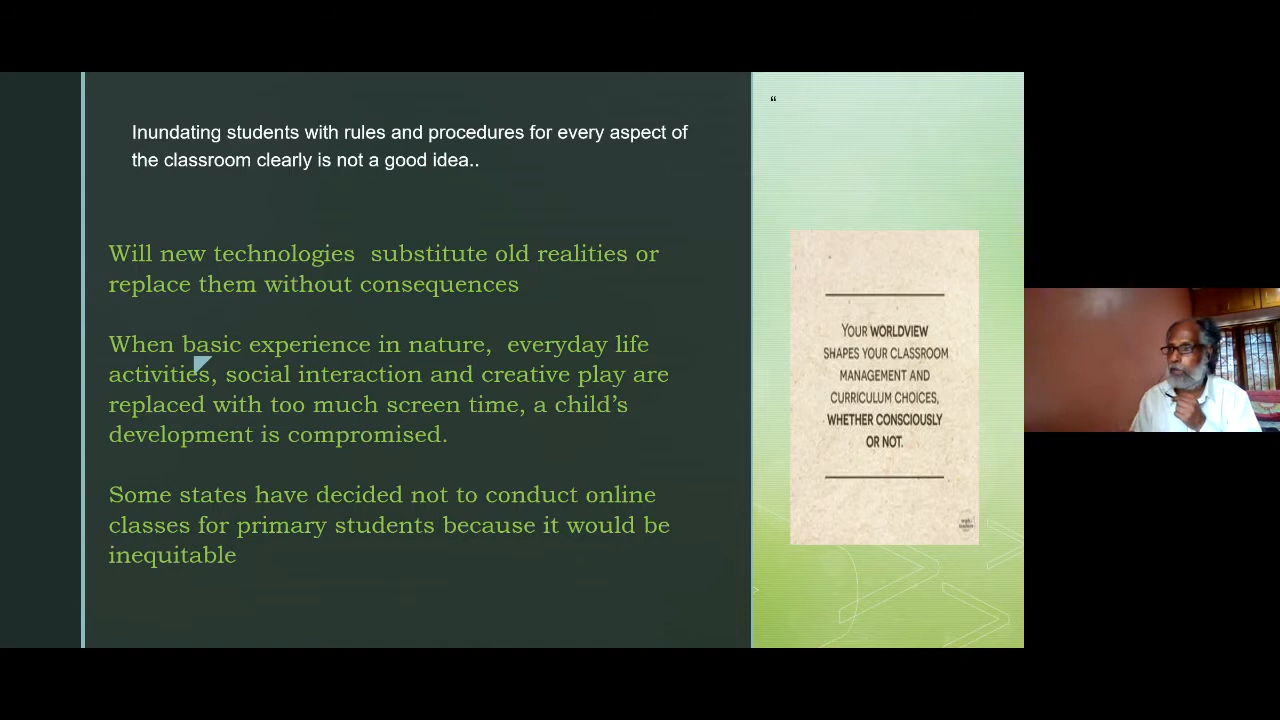 Inundating students with rules and procedures for every aspect of
the classroom clearly is not a good idea..
Will new technologies  substitute old realities or
replace them without consequences
When basic experience in nature,  everyday life
activities, social interaction and creative play are
replaced with too much screen time, a child's
development is compromised.
Some states have decided not to conduct online
classes for primary students because it would be
inequitable
“
YOUR WORLDVIEW
SHAPES YOUR CLASSROOM
MANAGEMENT AND
CURRICULUM CHOICES,
WHETHER CONSCIOUSLY
OR NOT.